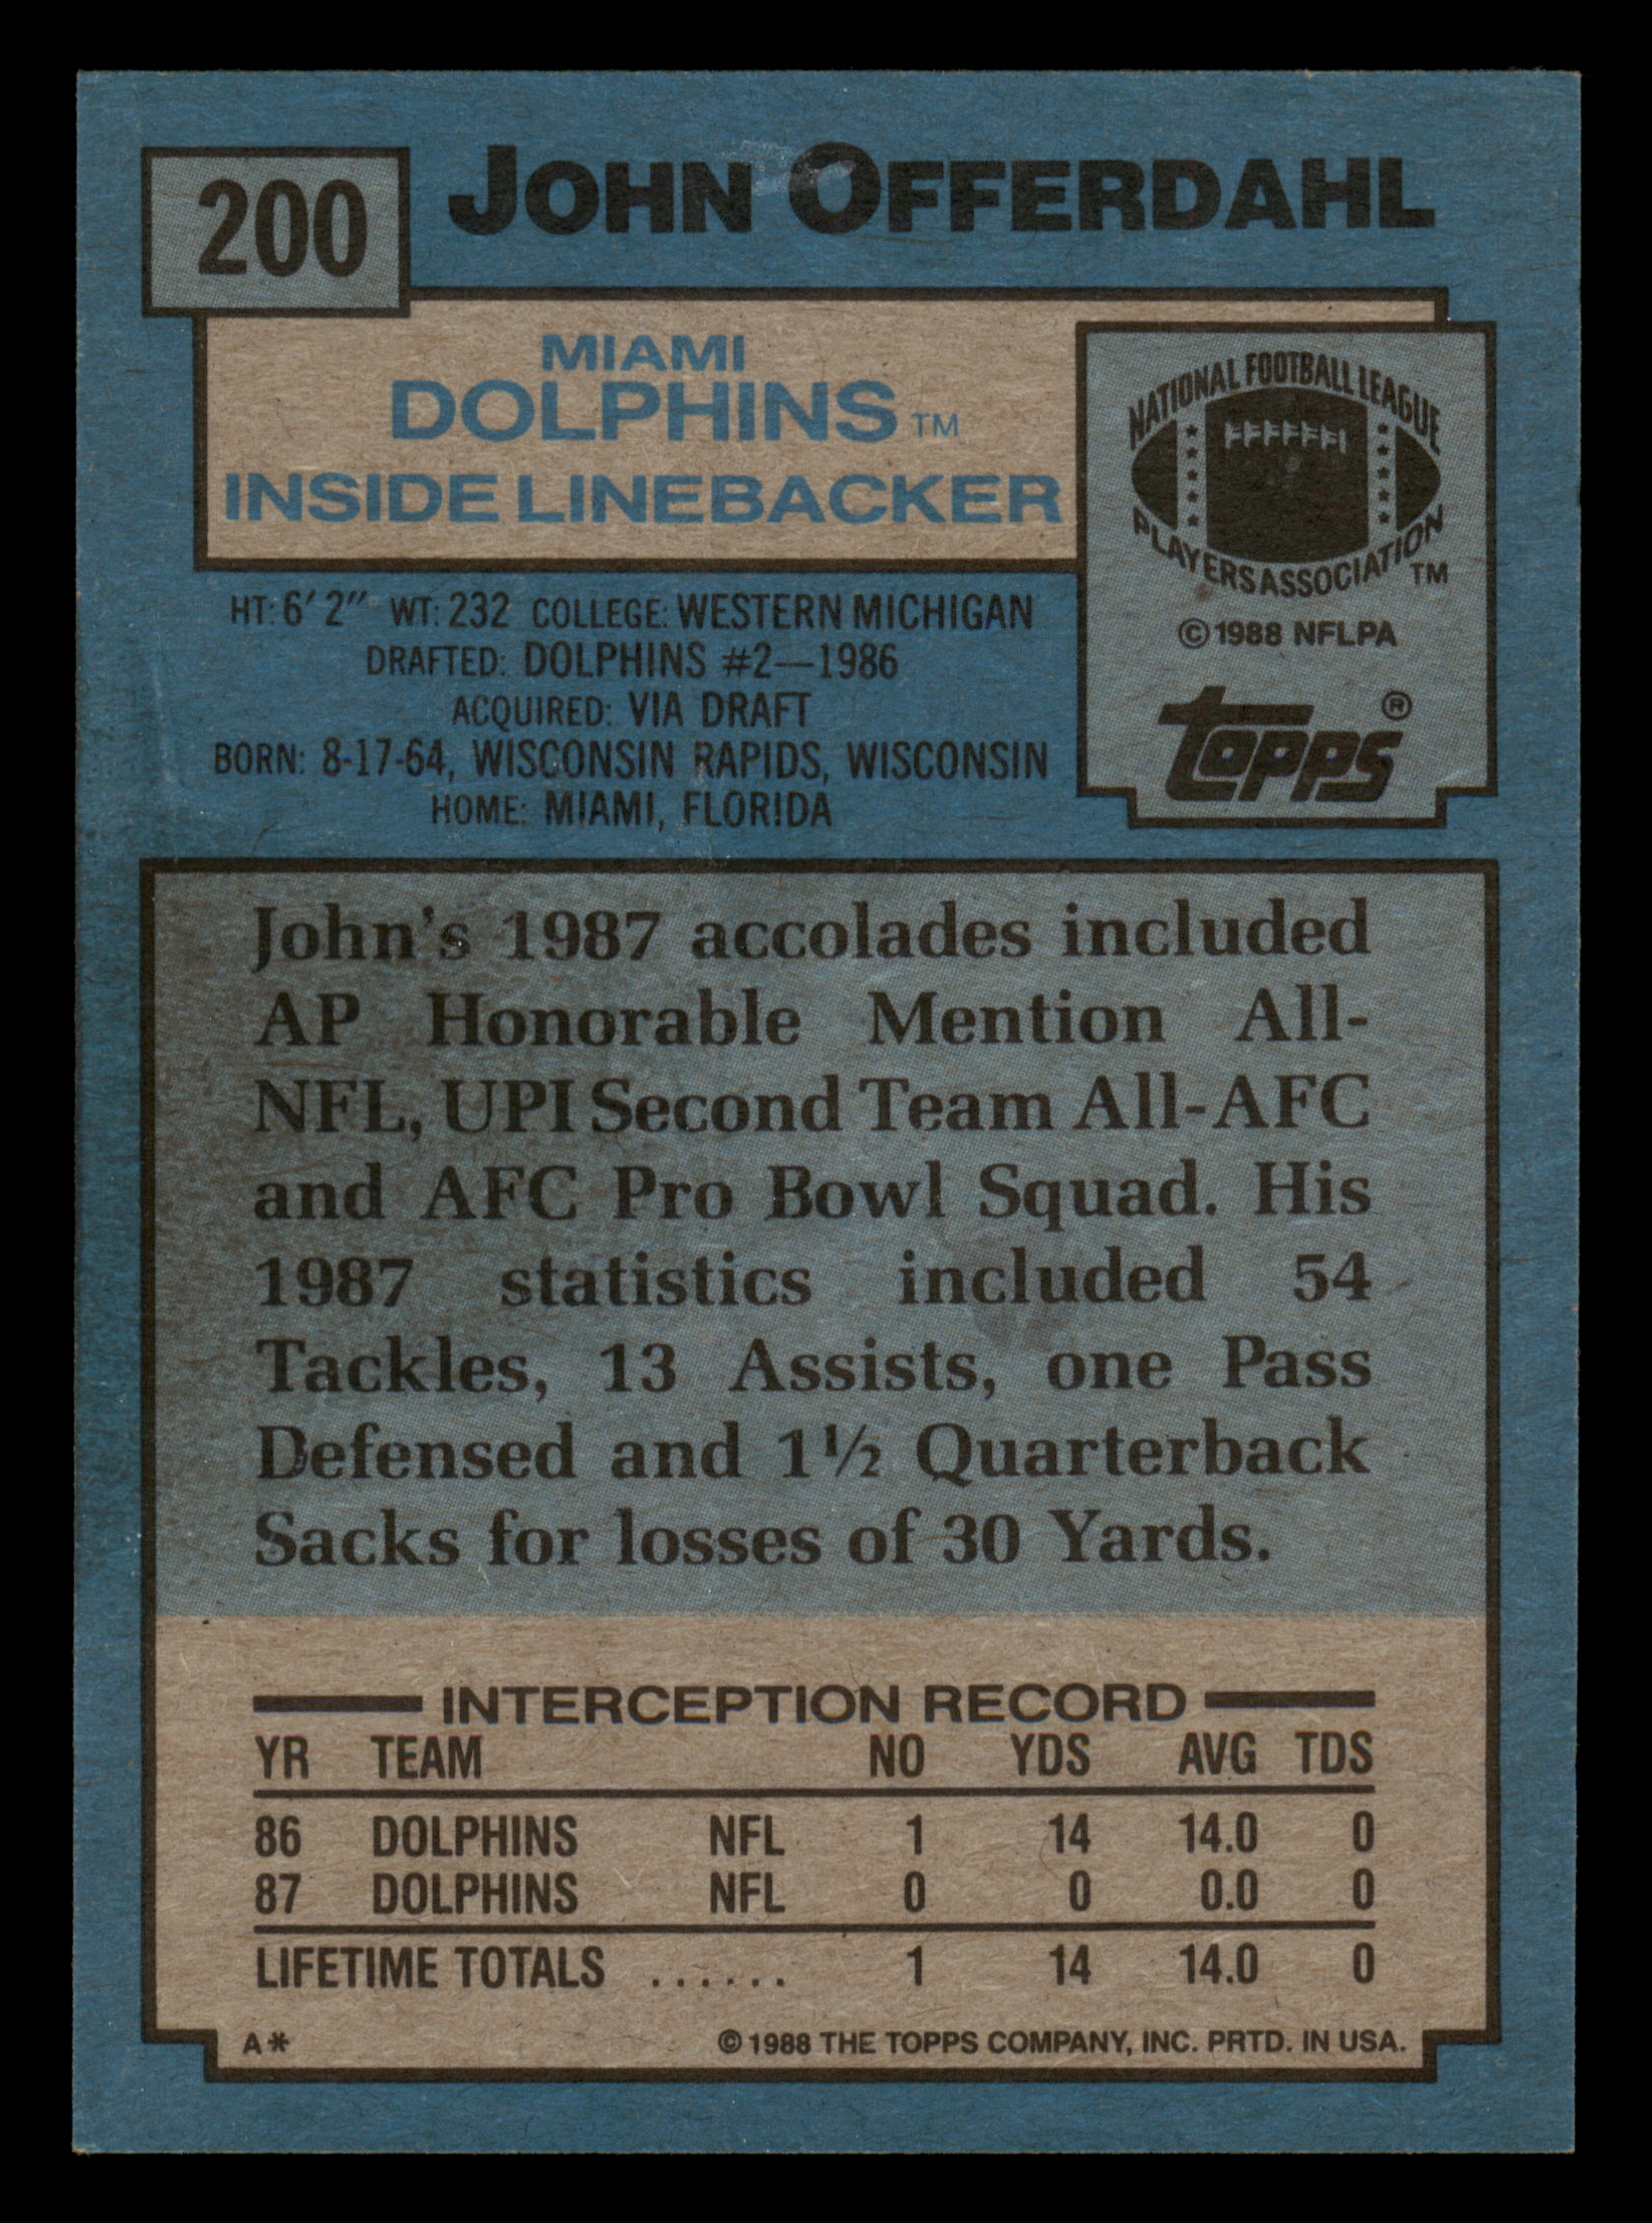 200
JOHN OFFERDAHL
MIAMI
DOLPHINS TM
INSIDE LINEBACKER
NATIONAL FOOTBALL LEAGUE
PLAYERS ASSOCIATION TM
© 1988 NFLPA
topps ®
HT: 6' 2" WT: 232 COLLEGE: WESTERN MICHIGAN
DRAFTED: DOLPHINS #2—1986
ACQUIRED: VIA DRAFT
BORN: 8-17-64, WISCONSIN RAPIDS, WISCONSIN
HOME: MIAMI, FLORIDA
John's 1987 accolades included
AP Honorable Mention All-
NFL, UPI Second Team All-AFC
and AFC Pro Bowl Squad. His
1987 statistics included 54
Tackles, 13 Assists, one Pass
Defensed and 1½ Quarterback
Sacks for losses of 30 Yards.
INTERCEPTION RECORD
YR TEAM NO YDS AVG TDS
86 DOLPHINS NFL 1 14 14.0 0
87 DOLPHINS NFL 0 0 0.0 0
LIFETIME TOTALS ...... 1 14 14.0 0
A* © 1988 THE TOPPS COMPANY, INC. PRTD. IN USA.